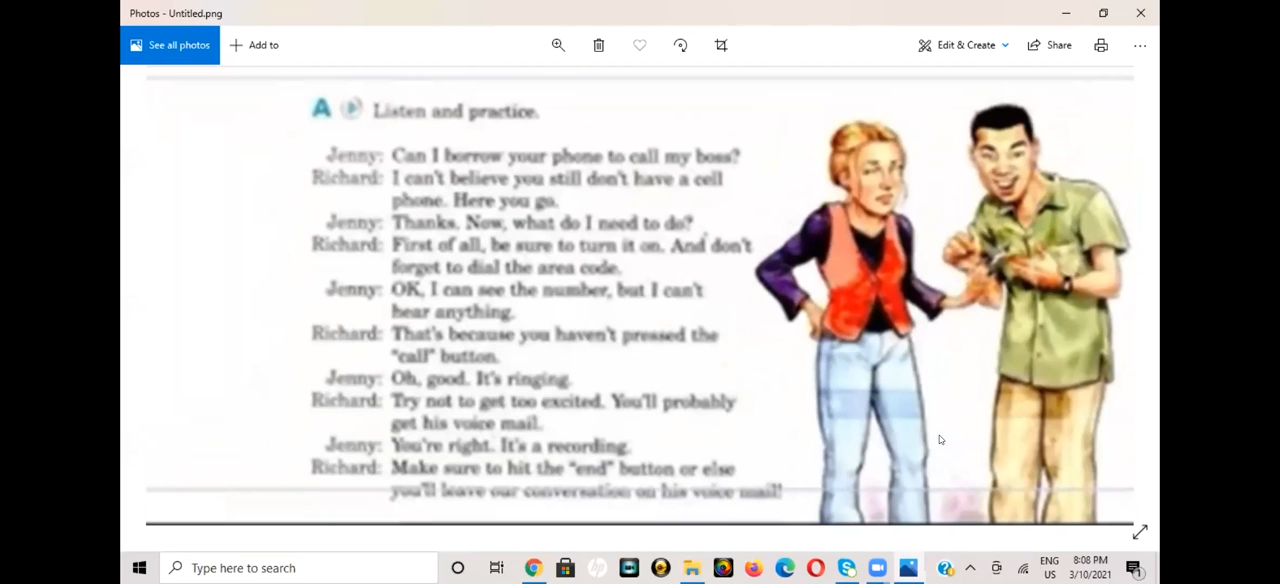 Photos - Untitled.png
See all photos
Add to
Edit & Create
Share
A Listen and practice.
Jenny: Can I borrow your phone to call my boss?
Richard: I can't believe you still don't have a cell
phone. Here you go.
Jenny: Thanks. Now, what do I need to do?
Richard: First of all, be sure to turn it on. And don't
forget to dial the area code.
Jenny: OK, I can see the number, but I can't
hear anything.
Richard: That's because you haven't pressed the
"call" button.
Jenny: Oh, good. It's ringing.
Richard: Try not to get too excited. You'll probably
get his voice mail.
Jenny: You're right. It's a recording.
Richard: Make sure to hit the "end" button or else
you'll leave our conversation on his voice mail!
Type here to search
ENG
US
8:08 PM
3/10/2021
1